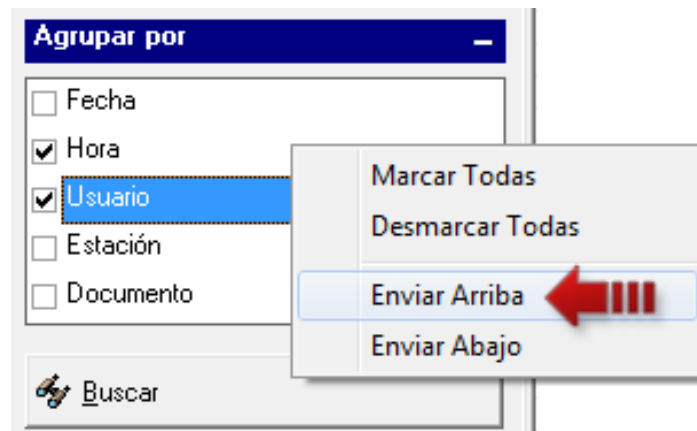 Agrupar por
Fecha
Hora
Usuario
Estación
Documento
Marcar Todas
Desmarcar Todas
Enviar Arriba
Enviar Abajo
Buscar